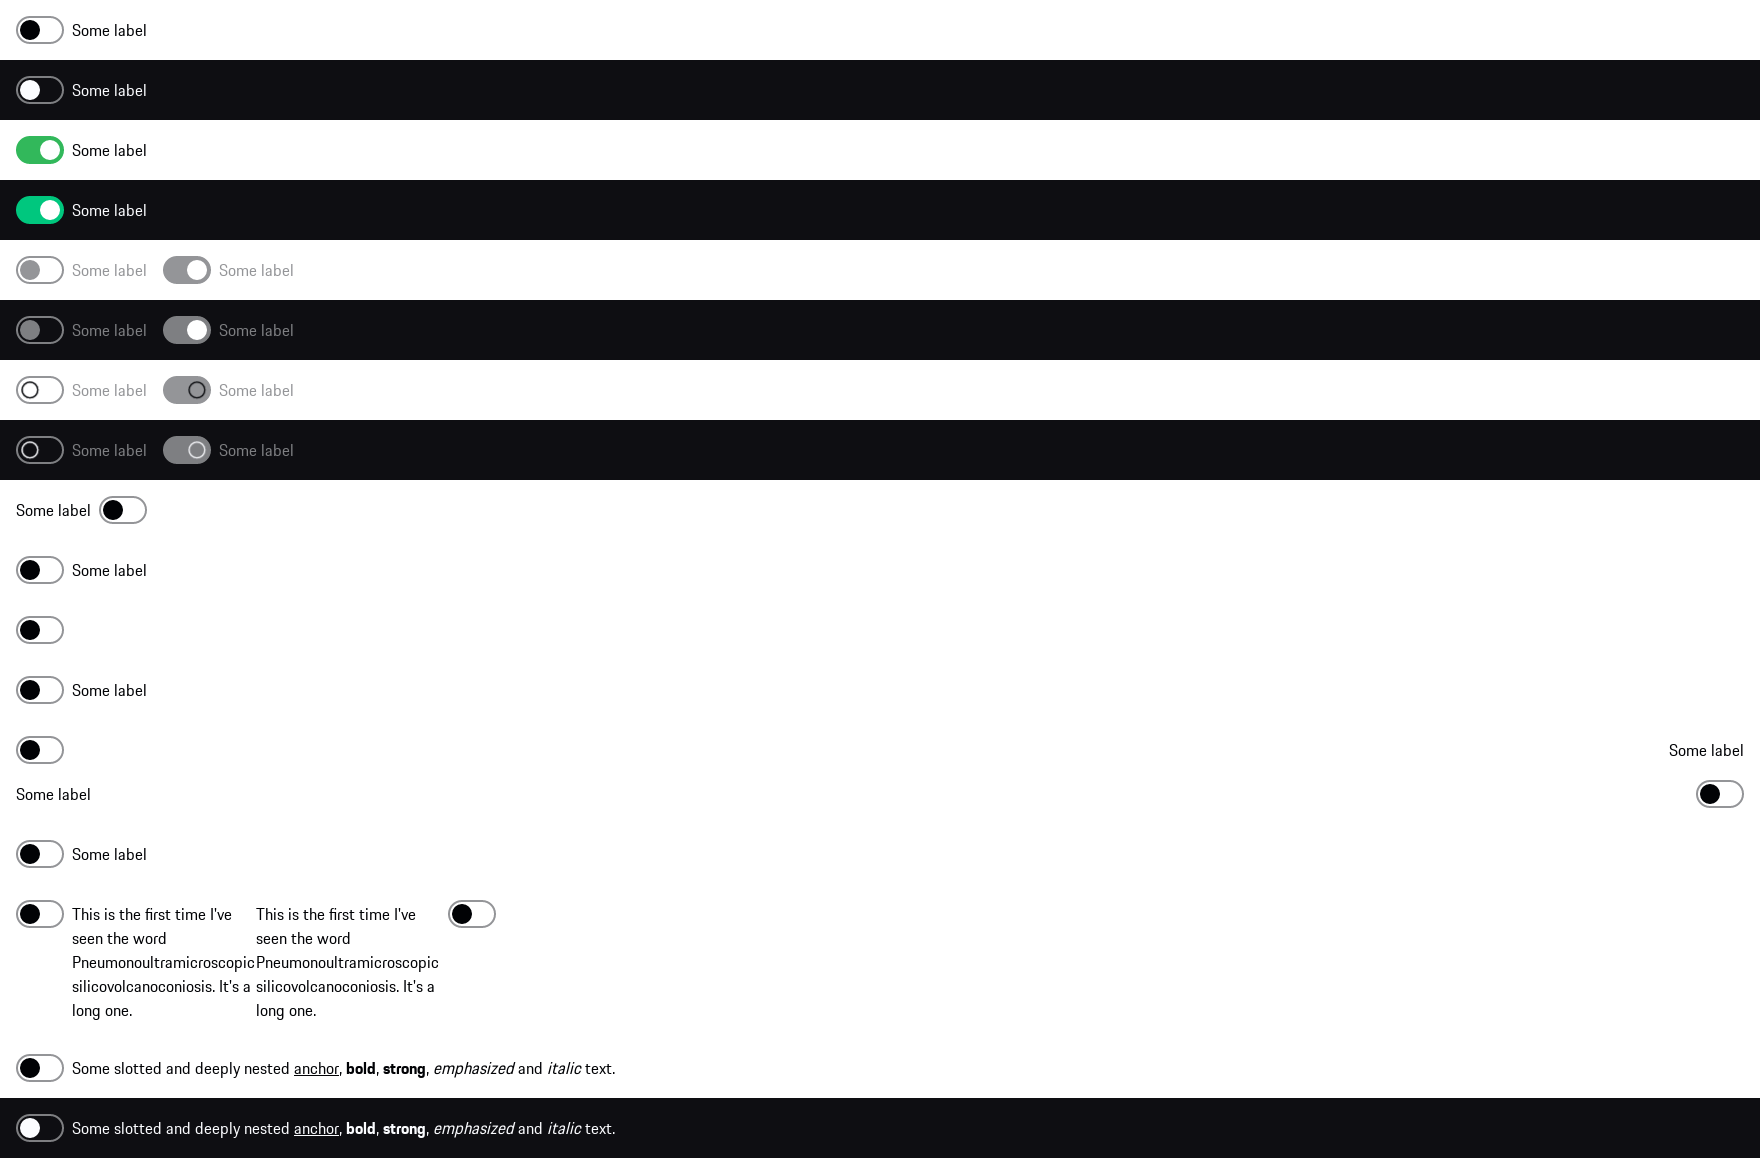 Some label
Some label
Some label
Some label
Some label Some label
Some label Some label
Some label Some label
Some label Some label
Some label
Some label
Some label
Some label
Some label
Some label
This is the first time I've
seen the word
Pneumonoultramicroscopic
silicovolcanoconiosis. It's a
long one.
This is the first time I've
seen the word
Pneumonoultramicroscopic
silicovolcanoconiosis. It's a
long one.
Some slotted and deeply nested anchor, bold, strong, emphasized and italic text.
Some slotted and deeply nested anchor, bold, strong, emphasized and italic text.